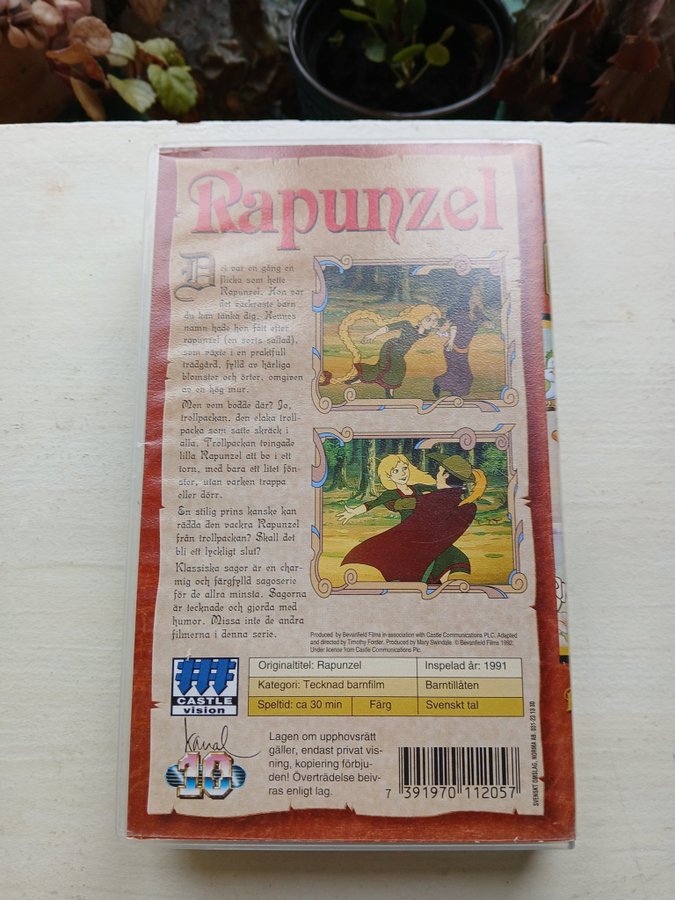 Rapunzel
Det var en gång en
flicka som hette
Rapunzel. Hon var
det vackraste barn
du kan tänka dig. Hennes
namn hade hon fått efter
rapunzel (en sorts sallad),
som växte i en praktfull
trädgård, fylld av härliga
blomster och örter, omgiven
av en hög mur.
Men vem bodde där? Jo,
trollpackan, den elaka troll-
packa som satte skräck i
alla. Trollpackan tvingade
lilla Rapunzel att bo i ett
torn, med bara ett litet fön-
ster, utan varken trappa
eller dörr.
En stilig prins kanske kan
rädda den vackra Rapunzel
från trollpackan? Skall det
bli ett lyckligt slut?
Klassiska sagor är en char-
mig och färgfylld sagoserie
för de allra minsta. Sagorna
är tecknade och gjorda med
humor. Missa inte de andra
filmerna i denna serie.
Produced by Bevanfield Films in association with Castle Communications PLC. Adapted
and directed by Timothy Forder. Produced by Mary Swindale. © Bevanfield Films 1992.
Under license from Castle Communications Plc.
CASTLE
vision
Originaltitel: Rapunzel Inspelad år: 1991
Kategori: Tecknad barnfilm Barntillåten
Speltid: ca 30 min Färg Svenskt tal
kanal
10
Lagen om upphovsrätt
gäller, endast privat vis-
ning, kopiering förbju-
den! Överträdelse beiv-
ras enligt lag.
7 391970 112057
SVENSKT OMSLAG, NORMA AB, 031-23 13 30